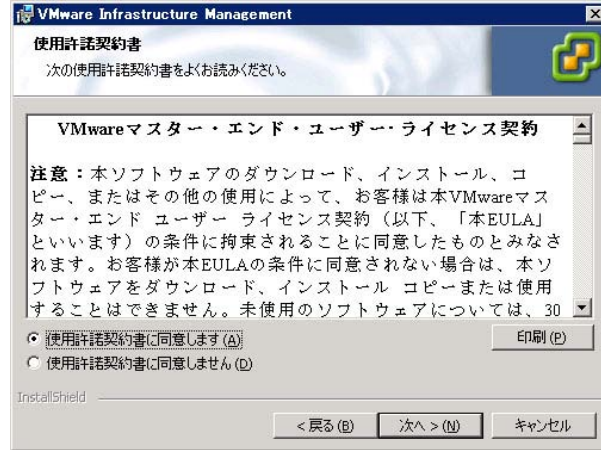 VMware Infrastructure Management
使用許諾契約書
次の使用許諾契約書をよくお読みください。
VMwareマスター・エンド・ユーザー・ライセンス契約
注意：本ソフトウェアのダウンロード、インストール、コ
ピー、またはその他の使用によって、お客様は本VMwareマス
ター・エンド ユーザー ライセンス契約（以下、「本EULA」
といいます）の条件に拘束されることに同意したものとみなさ
れます。お客様が本EULAの条件に同意されない場合は、本ソ
フトウェアをダウンロード、インストール コピーまたは使用
することはできません。未使用のソフトウェアについては、30
使用許諾契約書に同意します(A)
印刷(P)
使用許諾契約書に同意しません(D)
InstallShield
< 戻る(B)
次へ >(N)
キャンセル